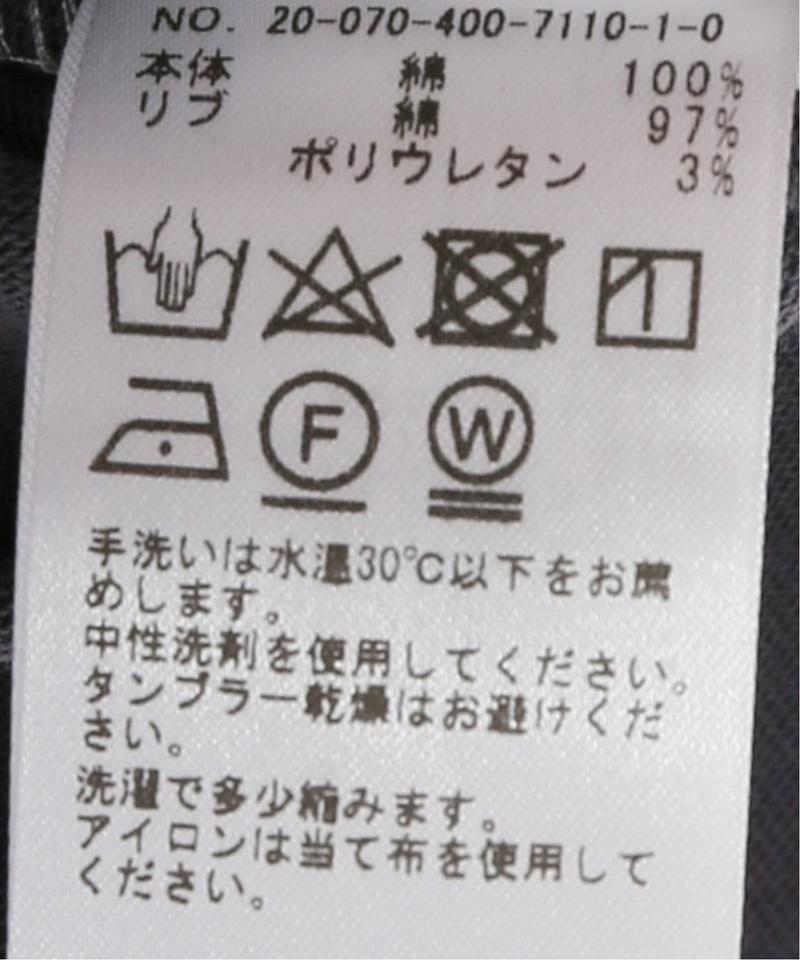 NO. 20-070-400-7110-1-0
本体 綿 100%
リブ 綿 97%
ポリウレタン 3%
F W
手洗いは水温30℃以下をお薦
めします。
中性洗剤を使用してください。
タンブラー乾燥はお避けくだ
さい。
洗濯で多少縮みます。
アイロンは当て布を使用して
ください。